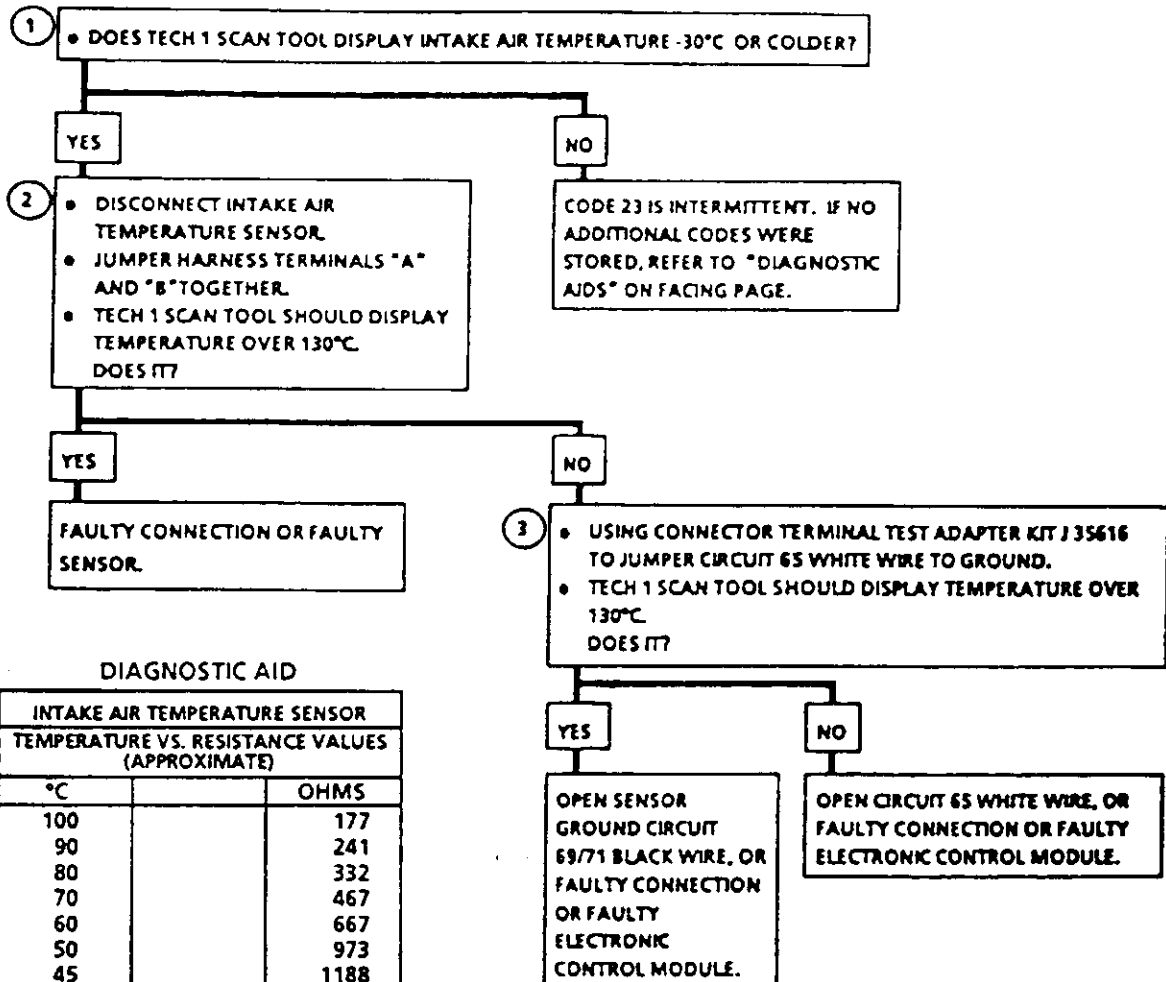 1
• DOES TECH 1 SCAN TOOL DISPLAY INTAKE AIR TEMPERATURE -30°C OR COLDER?
YES
NO
2
• DISCONNECT INTAKE AIR
TEMPERATURE SENSOR.
• JUMPER HARNESS TERMINALS "A"
AND "B" TOGETHER.
• TECH 1 SCAN TOOL SHOULD DISPLAY
TEMPERATURE OVER 130°C.
DOES IT?
CODE 23 IS INTERMITTENT. IF NO
ADDITIONAL CODES WERE
STORED, REFER TO "DIAGNOSTIC
AIDS" ON FACING PAGE.
YES
NO
FAULTY CONNECTION OR FAULTY
SENSOR.
3
• USING CONNECTOR TERMINAL TEST ADAPTER KIT J 35616
TO JUMPER CIRCUIT 65 WHITE WIRE TO GROUND.
• TECH 1 SCAN TOOL SHOULD DISPLAY TEMPERATURE OVER
130°C.
DOES IT?
YES
NO
OPEN SENSOR
GROUND CIRCUIT
69/71 BLACK WIRE, OR
FAULTY CONNECTION
OR FAULTY
ELECTRONIC
CONTROL MODULE.
OPEN CIRCUIT 65 WHITE WIRE, OR
FAULTY CONNECTION OR FAULTY
ELECTRONIC CONTROL MODULE.
DIAGNOSTIC AID
INTAKE AIR TEMPERATURE SENSOR
TEMPERATURE VS. RESISTANCE VALUES
(APPROXIMATE)
°C OHMS
100 177
90 241
80 332
70 467
60 667
50 973
45 1188